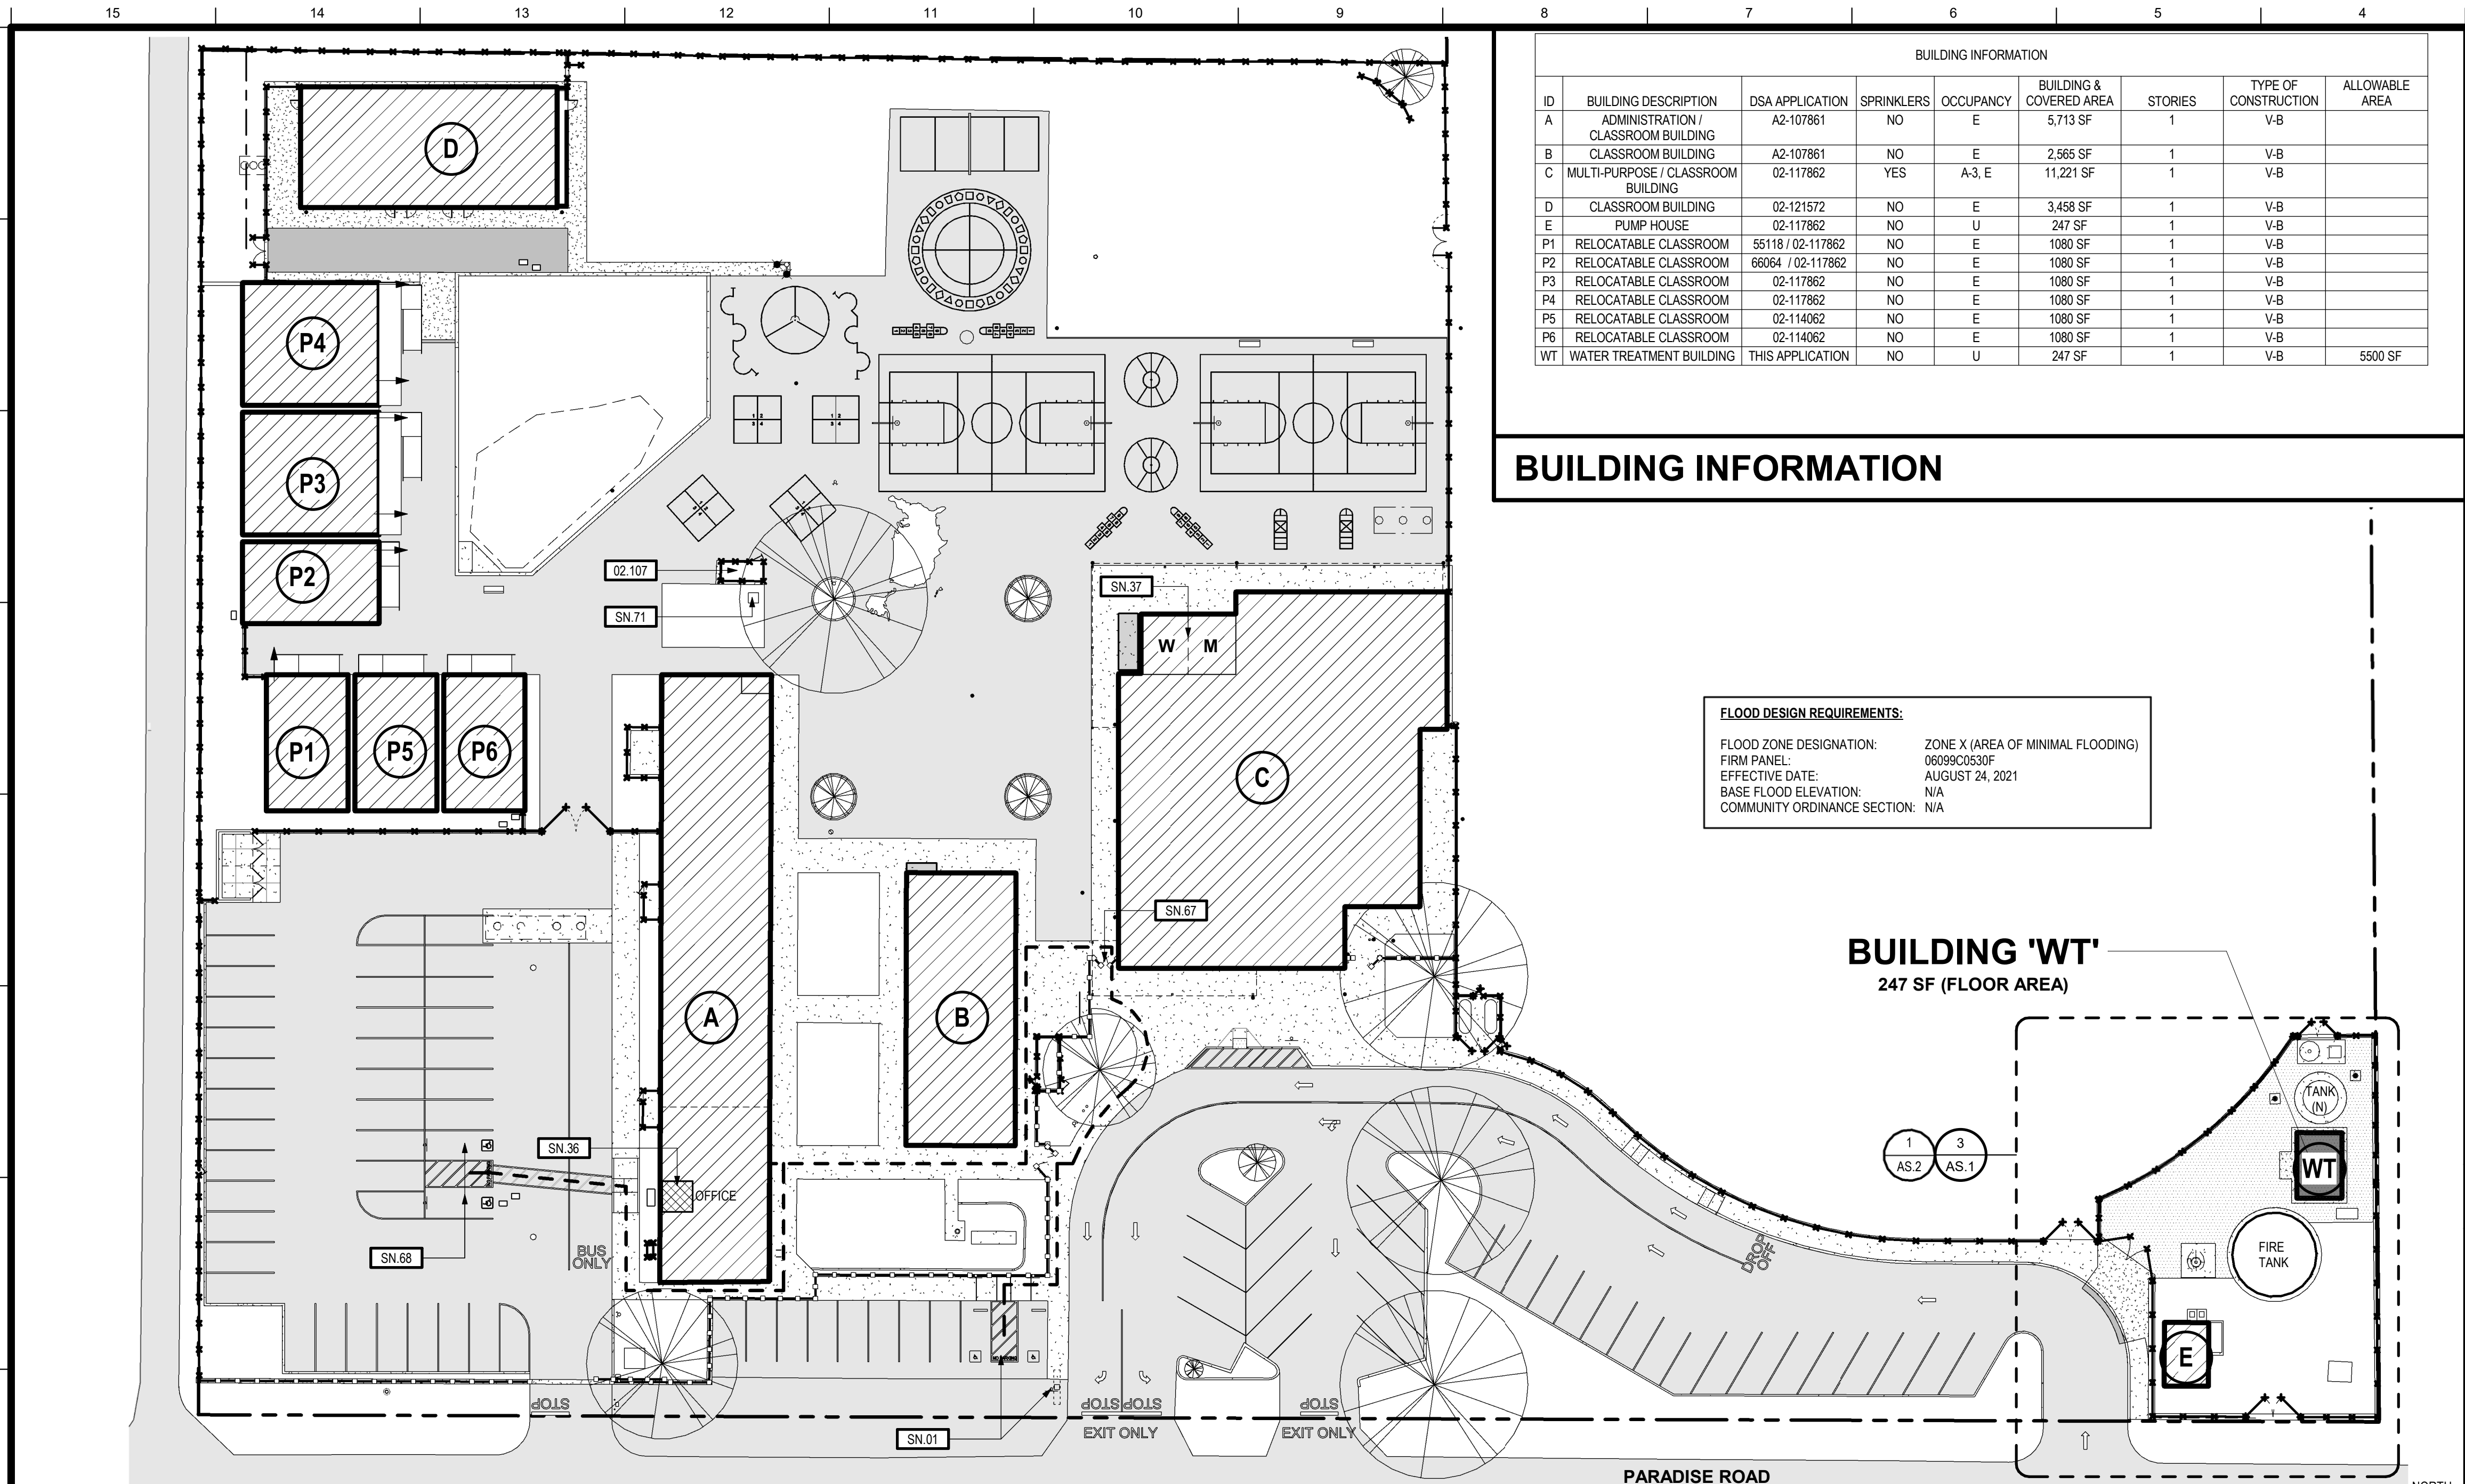 15 14 13 12 11 10 9 8 7 6 5 4
BUILDING INFORMATION
ID BUILDING DESCRIPTION DSA APPLICATION SPRINKLERS OCCUPANCY BUILDING & COVERED AREA STORIES TYPE OF CONSTRUCTION ALLOWABLE AREA
A ADMINISTRATION / CLASSROOM BUILDING A2-107861 NO E 5,713 SF 1 V-B
B CLASSROOM BUILDING A2-107861 NO E 2,565 SF 1 V-B
C MULTI-PURPOSE / CLASSROOM BUILDING 02-117862 YES A-3, E 11,221 SF 1 V-B
D CLASSROOM BUILDING 02-121572 NO E 3,458 SF 1 V-B
E PUMP HOUSE 02-117862 NO U 247 SF 1 V-B
P1 RELOCATABLE CLASSROOM 55118 / 02-117862 NO E 1080 SF 1 V-B
P2 RELOCATABLE CLASSROOM 66064 / 02-117862 NO E 1080 SF 1 V-B
P3 RELOCATABLE CLASSROOM 02-117862 NO E 1080 SF 1 V-B
P4 RELOCATABLE CLASSROOM 02-117862 NO E 1080 SF 1 V-B
P5 RELOCATABLE CLASSROOM 02-114062 NO E 1080 SF 1 V-B
P6 RELOCATABLE CLASSROOM 02-114062 NO E 1080 SF 1 V-B
WT WATER TREATMENT BUILDING THIS APPLICATION NO U 247 SF 1 V-B 5500 SF
BUILDING INFORMATION
D
P4
P3
P2
1 2
3 4
1 2
3 4
02.107
SN.71
SN.37
W M
P1 P5 P6
C
FLOOD DESIGN REQUIREMENTS:
FLOOD ZONE DESIGNATION: ZONE X (AREA OF MINIMAL FLOODING)
FIRM PANEL: 06099C0530F
EFFECTIVE DATE: AUGUST 24, 2021
BASE FLOOD ELEVATION: N/A
COMMUNITY ORDINANCE SECTION: N/A
SN.67
BUILDING 'WT'
247 SF (FLOOR AREA)
A
B
TANK
(N)
1
AS.2
3
AS.1
WT
SN.36
OFFICE
SN.68
BUS
ONLY
DROP
OFF
FIRE
TANK
E
STOP
STOP STOP
STOP
EXIT ONLY
EXIT ONLY
SN.01
PARADISE ROAD